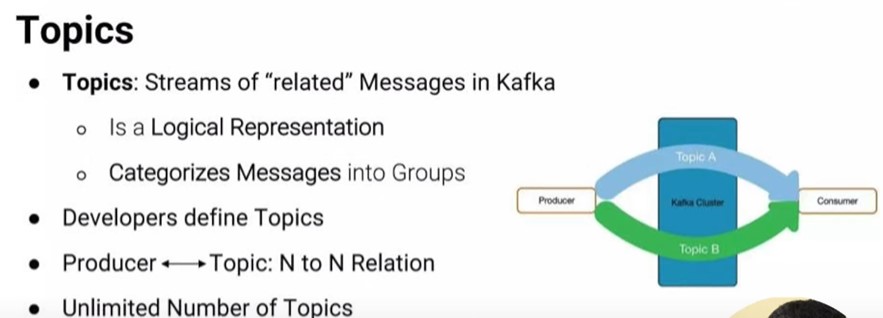 Topics
● Topics: Streams of “related” Messages in Kafka
○ Is a Logical Representation
○ Categorizes Messages into Groups
● Developers define Topics
● Producer ⟷ Topic: N to N Relation
● Unlimited Number of Topics
Topic A
Producer
Kafka Cluster
Consumer
Topic B